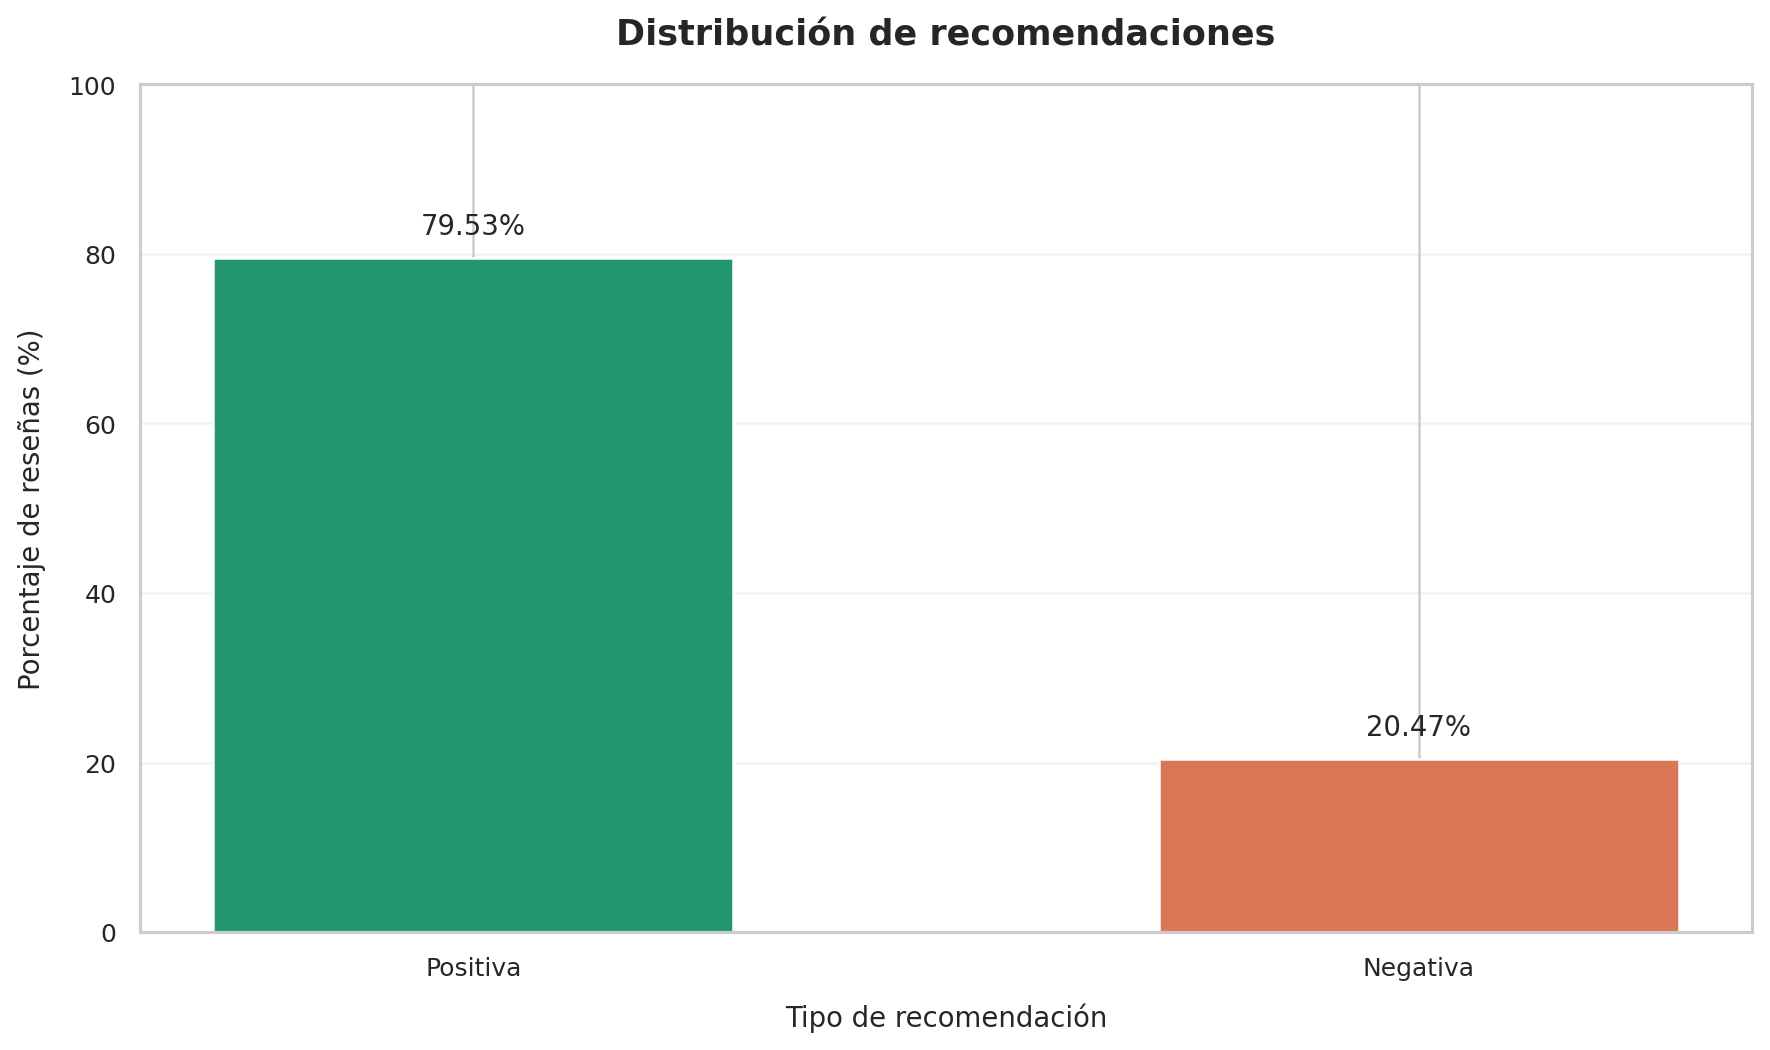 Distribución de recomendaciones
Porcentaje de reseñas (%)
100
80
60
40
20
0
79.53%
20.47%
Positiva
Negativa
Tipo de recomendación